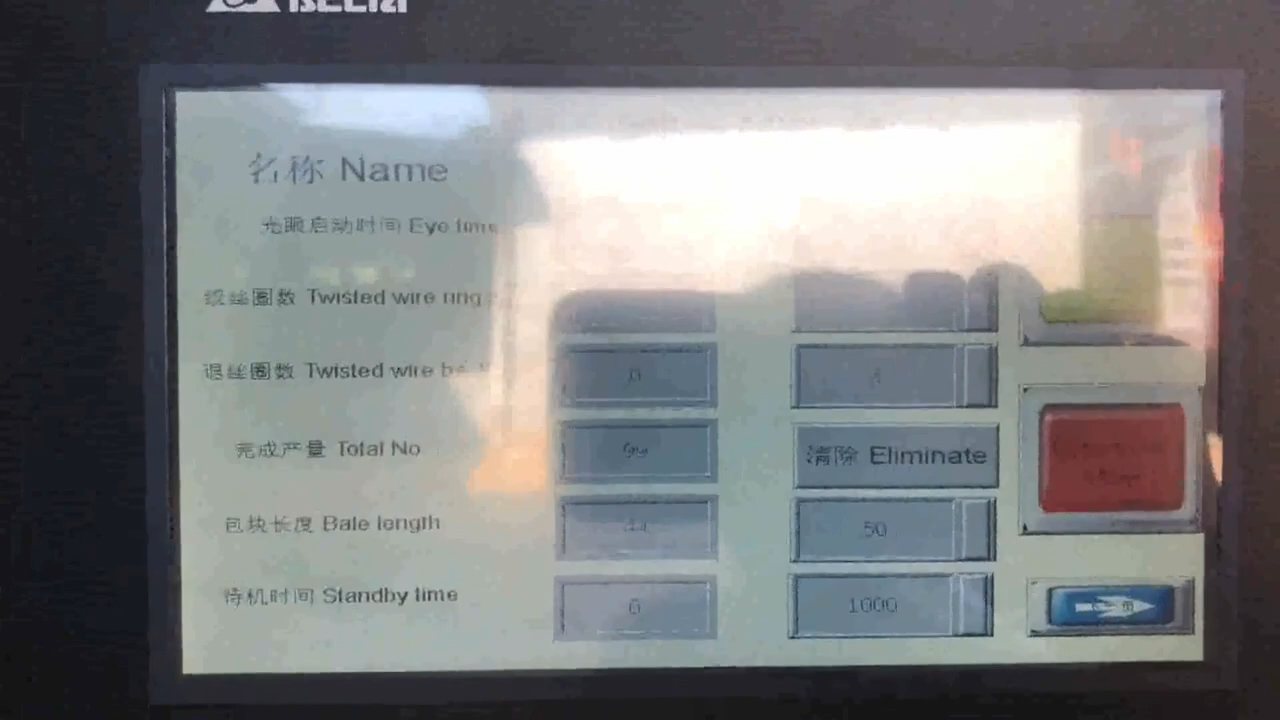 名称 Name
光眼启动时间 Eye time
绞丝圈数 Twisted wire ring
退丝圈数 Twisted wire
0
完成产量 Total No
99
清除 Eliminate
包块长度 Bale length
50
待机时间 Standby time
0
1000